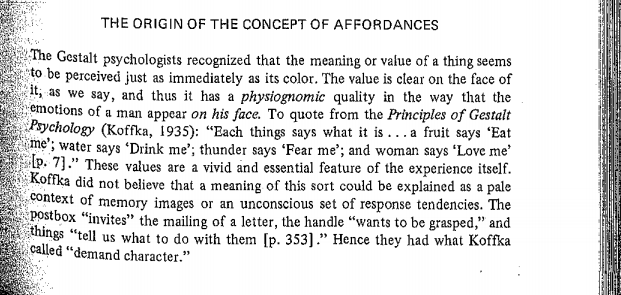 THE ORIGIN OF THE CONCEPT OF AFFORDANCES
The Gestalt psychologists recognized that the meaning or value of a thing seems
to be perceived just as immediately as its color. The value is clear on the face of
it, as we say, and thus it has a physiognomic quality in the way that the
emotions of a man appear on his face. To quote from the Principles of Gestalt
Psychology (Koffka, 1935): “Each things says what it is . . . a fruit says ‘Eat
me’; water says ‘Drink me’; thunder says ‘Fear me’; and woman says ‘Love me’
[p. 7].” These values are a vivid and essential feature of the experience itself.
Koffka did not believe that a meaning of this sort could be explained as a pale
context of memory images or an unconscious set of response tendencies. The
postbox “invites” the mailing of a letter, the handle “wants to be grasped,” and
things “tell us what to do with them [p. 353].” Hence they had what Koffka
called “demand character.”